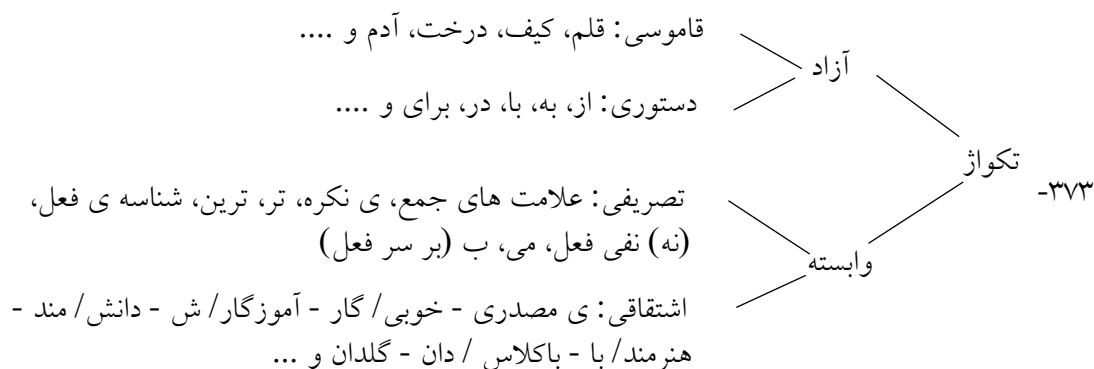 ۳۷۳-
تکواژ
آزاد
قاموسی: قلم، کیف، درخت، آدم و ....
دستوری: از، به، با، در، برای و ....
وابسته
تصریفی: علامت های جمع، ی نکره، تر، ترین، شناسه ی فعل،
(نه) نفی فعل، می، ب (بر سر فعل)
اشتقاقی: ی مصدری - خوبی/ گار - آموزگار/ ش - دانش/ مند -
هنرمند/ با - باکلاس / دان - گلدان و ...